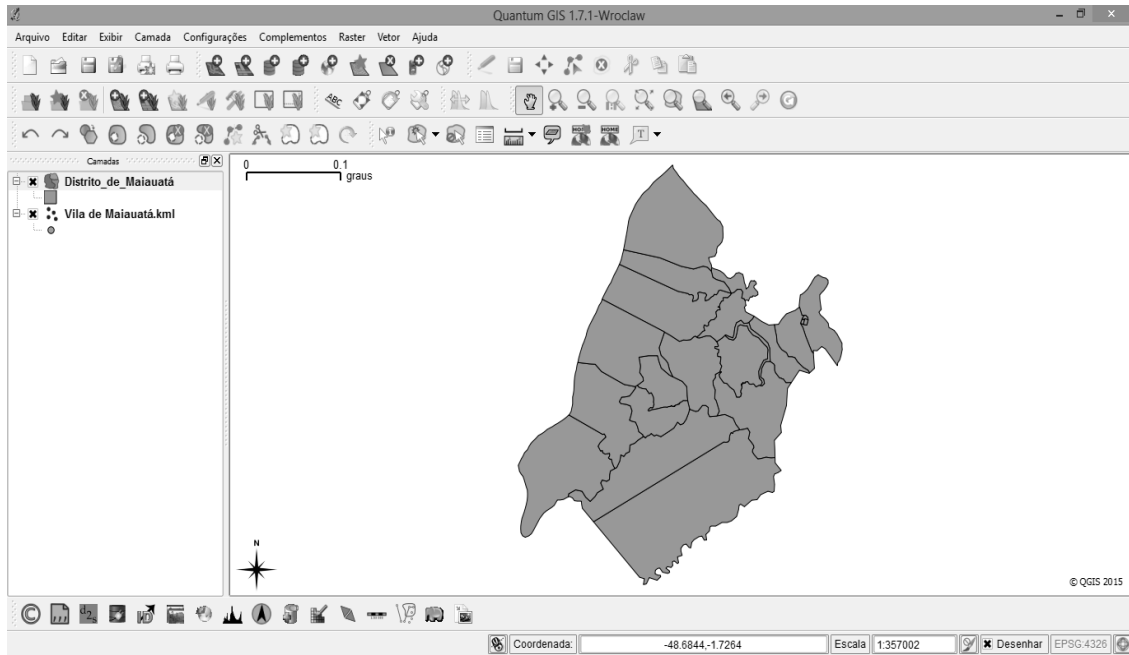 Quantum GIS 1.7.1-Wroclaw
Arquivo Editar Exibir Camada Configurações Complementos Raster Vetor Ajuda
ABC
T
Camadas
Distrito_de_Maiauatá
Vila de Maiauatá.kml
0 0.1
graus
N
© QGIS 2015
Coordenada: -48.6844,-1.7264 Escala 1:357002 Desenhar EPSG:4326